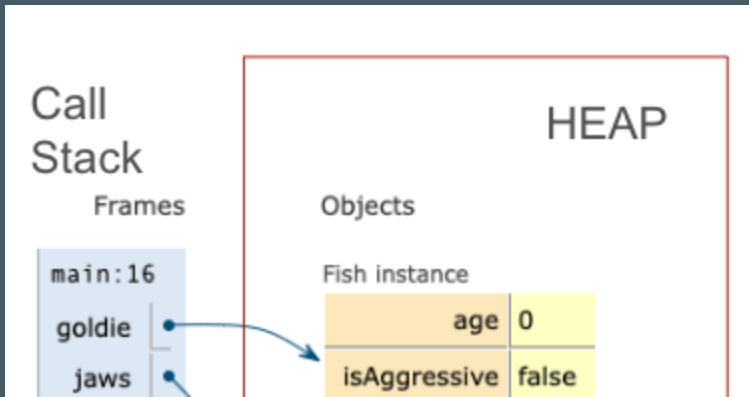 Call
Stack
HEAP
Frames
Objects
main:16
Fish instance
goldie
age 0
jaws
isAggressive false